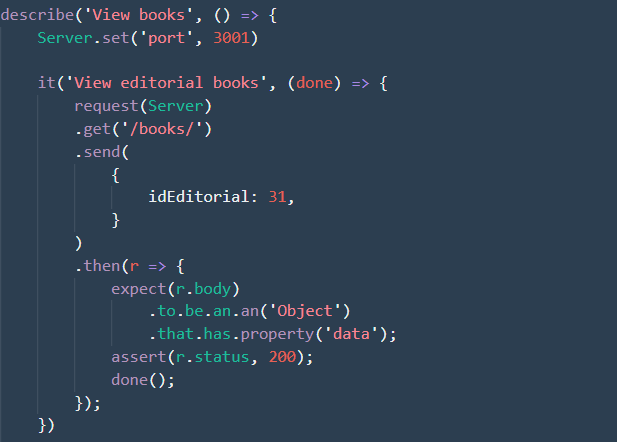 describe('View books', () => {
    Server.set('port', 3001)

    it('View editorial books', (done) => {
        request(Server)
        .get('/books/')
        .send(
            {
                idEditorial: 31,
            }
        )
        .then(r => {
            expect(r.body)
                .to.be.an.an('Object')
                .that.has.property('data');
            assert(r.status, 200);
            done();
        });
    })